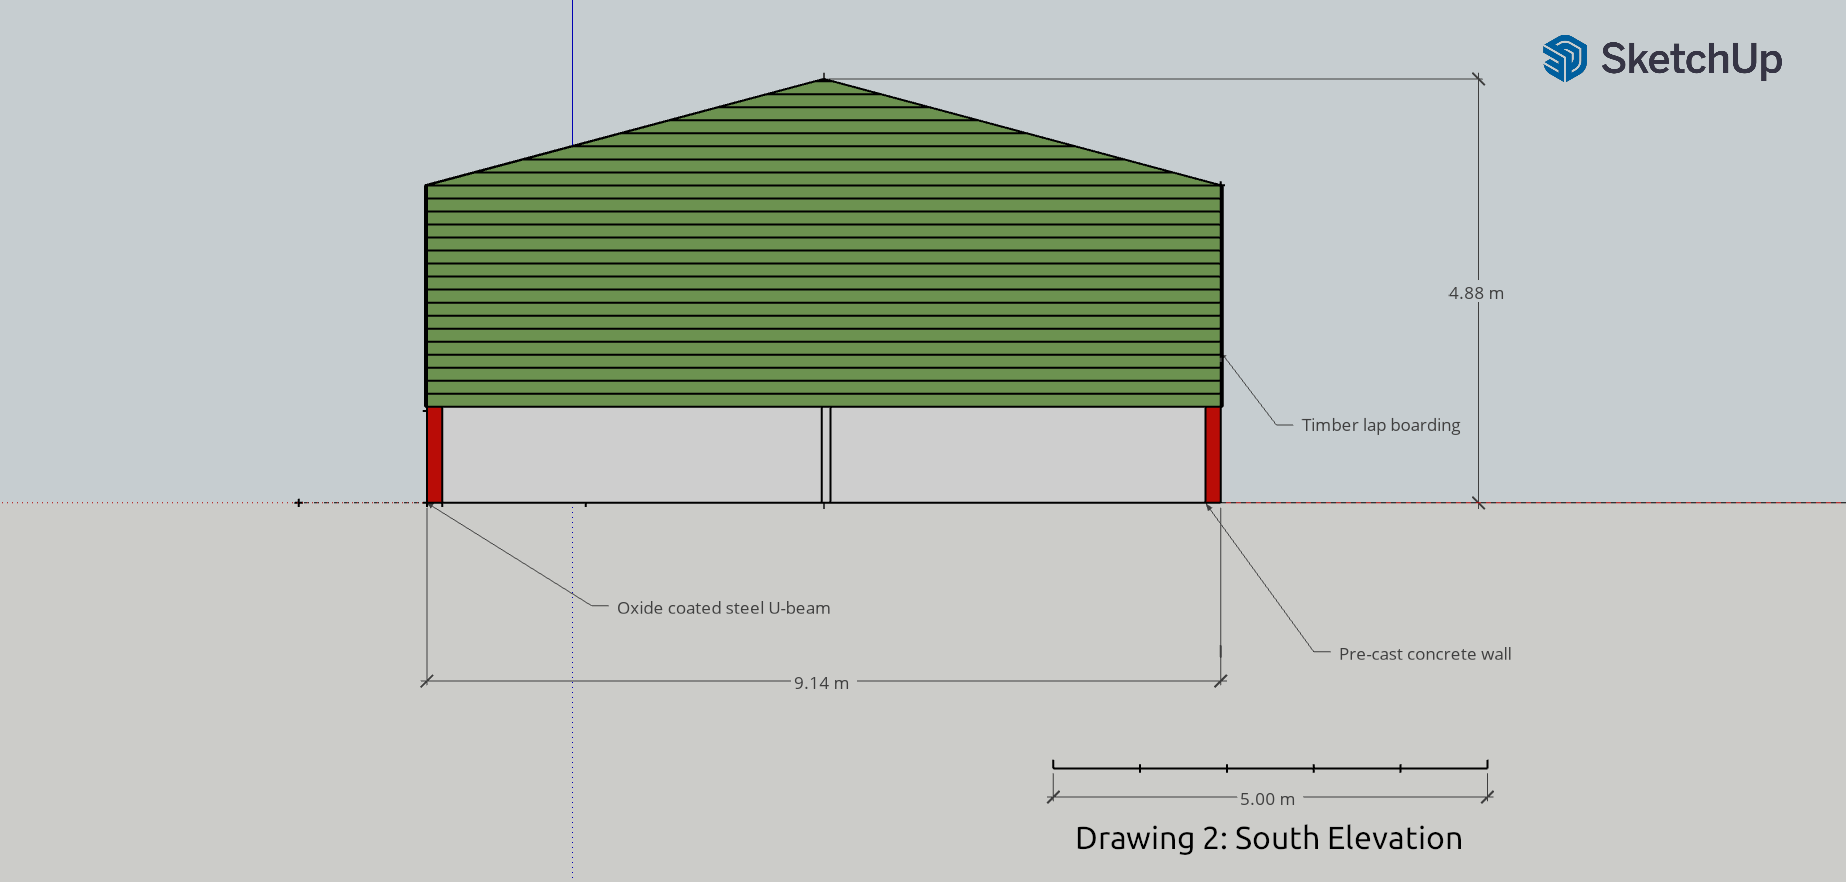 SketchUp
4.88 m
Timber lap boarding
Oxide coated steel U-beam
Pre-cast concrete wall
9.14 m
5.00 m
Drawing 2: South Elevation